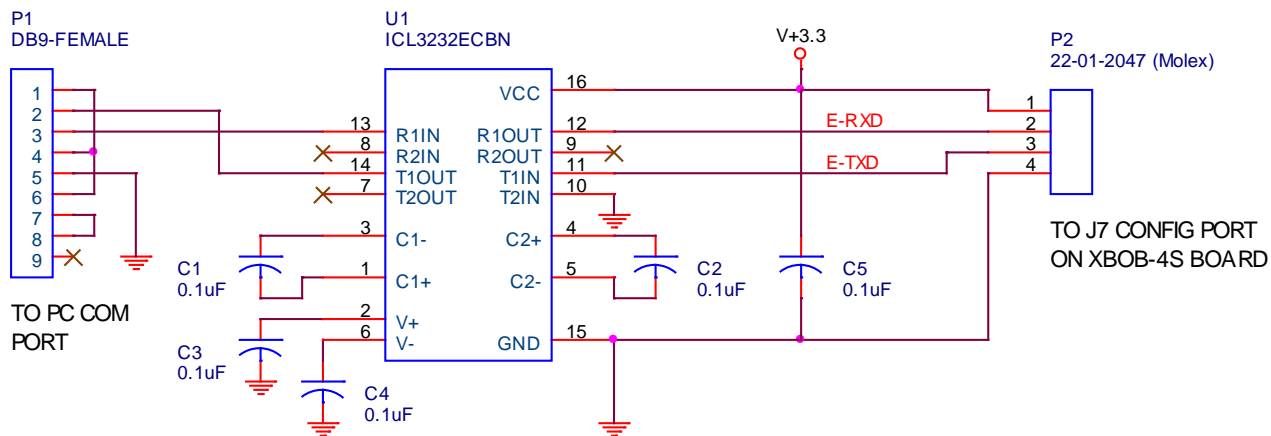 P1
DB9-FEMALE
1
2
3
4
5
6
7
8
9
TO PC COM
PORT
U1
ICL3232ECBN
13
8
14
7
3
1
2
6
R1IN
R2IN
T1OUT
T2OUT
C1-
C1+
V+
V-
VCC
R1OUT
R2OUT
T1IN
T2IN
C2+
C2-
GND
16
12
9
11
10
4
5
15
C1
0.1uF
C3
0.1uF
C4
0.1uF
C2
0.1uF
V+3.3
C5
0.1uF
E-RXD
E-TXD
P2
22-01-2047 (Molex)
1
2
3
4
TO J7 CONFIG PORT
ON XBOB-4S BOARD